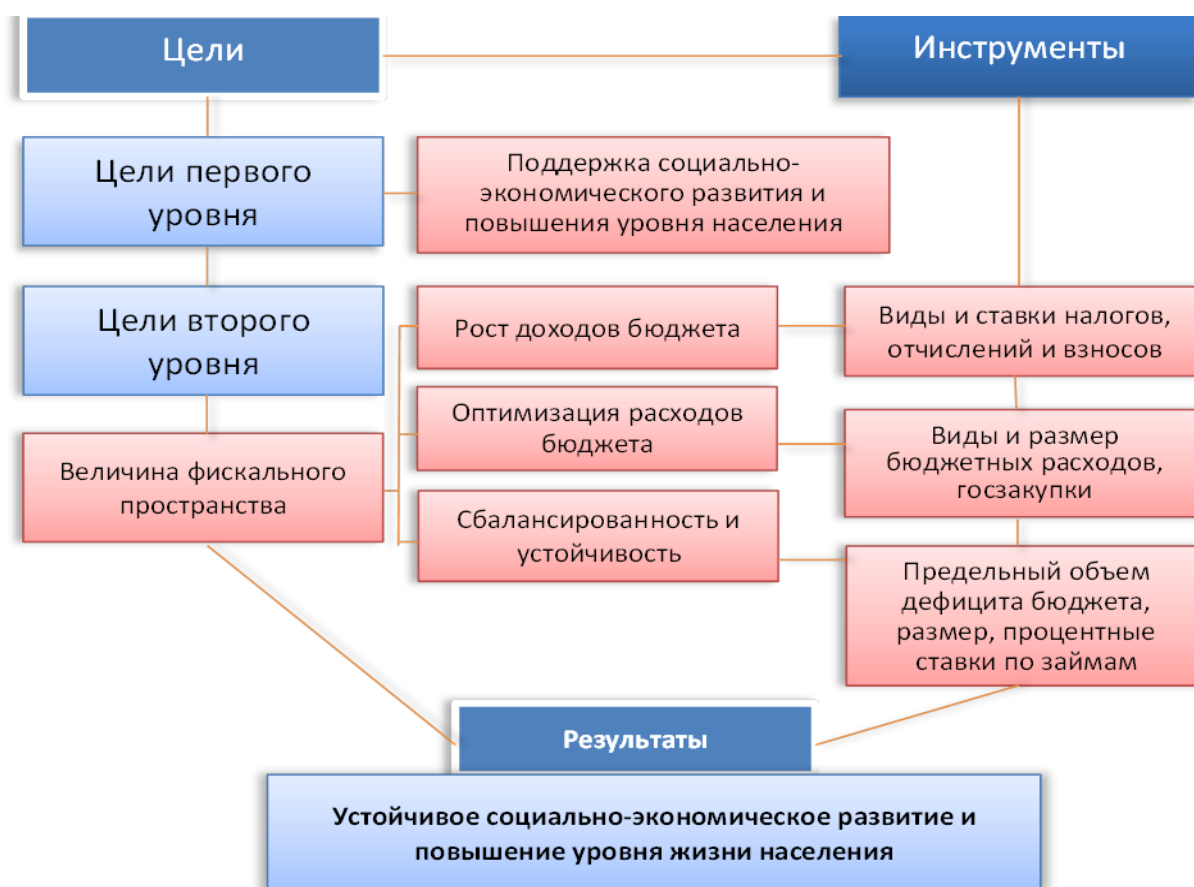 Цели
Инструменты
Цели первого
уровня
Поддержка социально-
экономического развития и
повышения уровня населения
Цели второго
уровня
Рост доходов бюджета
Виды и ставки налогов,
отчислений и взносов
Оптимизация расходов
бюджета
Виды и размер
бюджетных расходов,
госзакупки
Величина фискального
пространства
Сбалансированность и
устойчивость
Предельный объем
дефицита бюджета,
размер, процентные
ставки по займам
Результаты
Устойчивое социально-экономическое развитие и
повышение уровня жизни населения